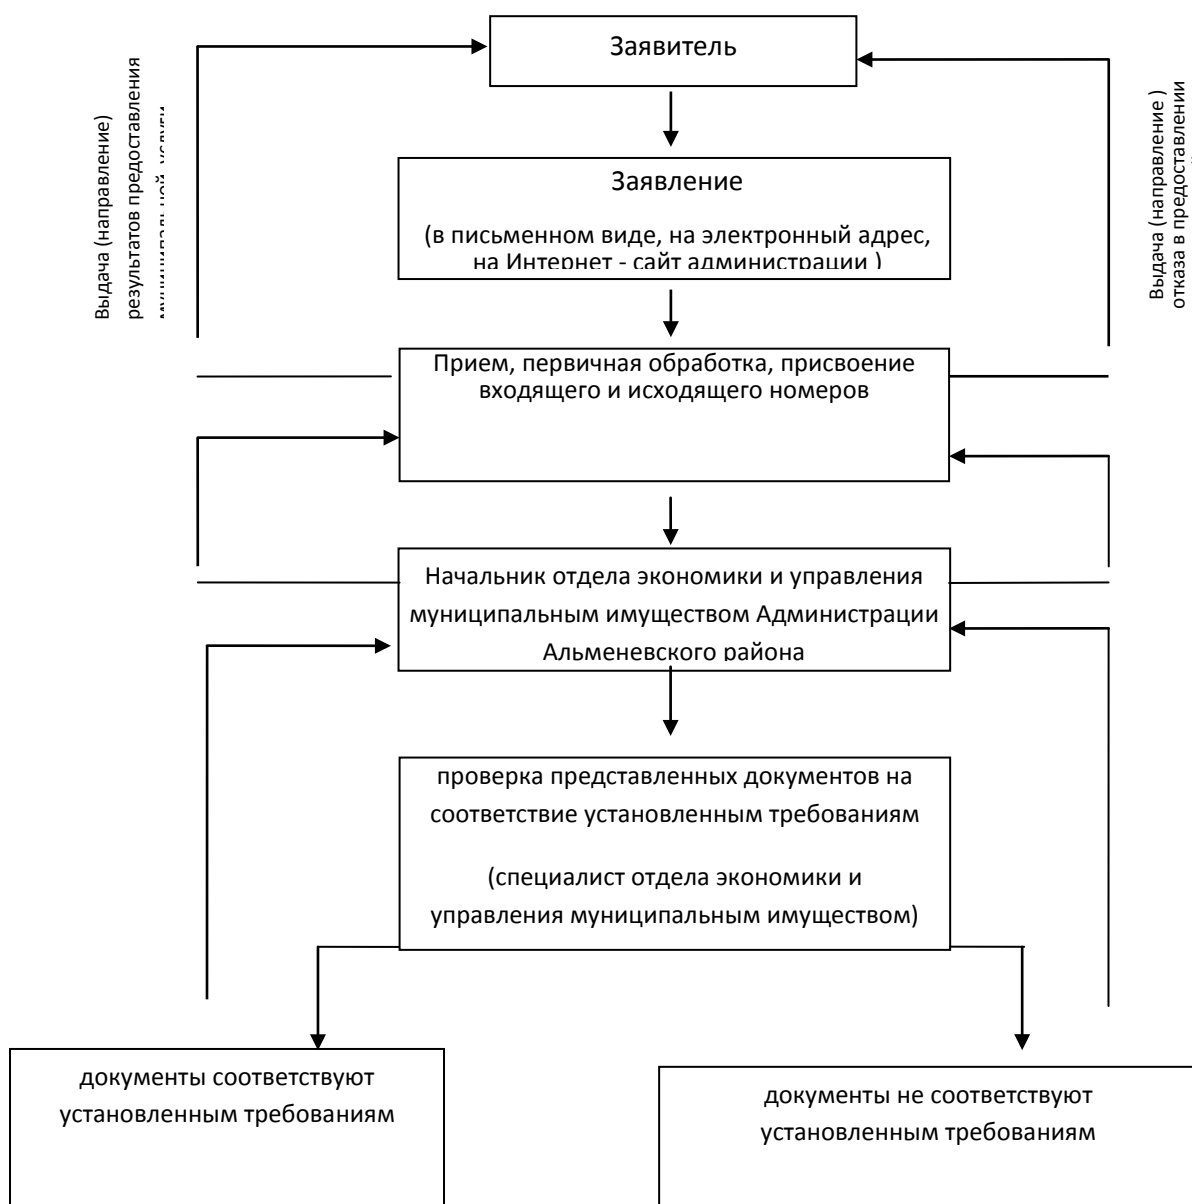 Заявитель
Выдача (направление)
результатов предоставления
муниципальной услуги
Выдача (направление )
отказа в предоставлении
Заявление
(в письменном виде, на электронный адрес,
на Интернет - сайт администрации )
Прием, первичная обработка, присвоение
входящего и исходящего номеров
Начальник отдела экономики и управления
муниципальным имуществом Администрации
Альменевского района
проверка представленных документов на
соответствие установленным требованиям
(специалист отдела экономики и
управления муниципальным имуществом)
документы соответствуют
установленным требованиям
документы не соответствуют
установленным требованиям